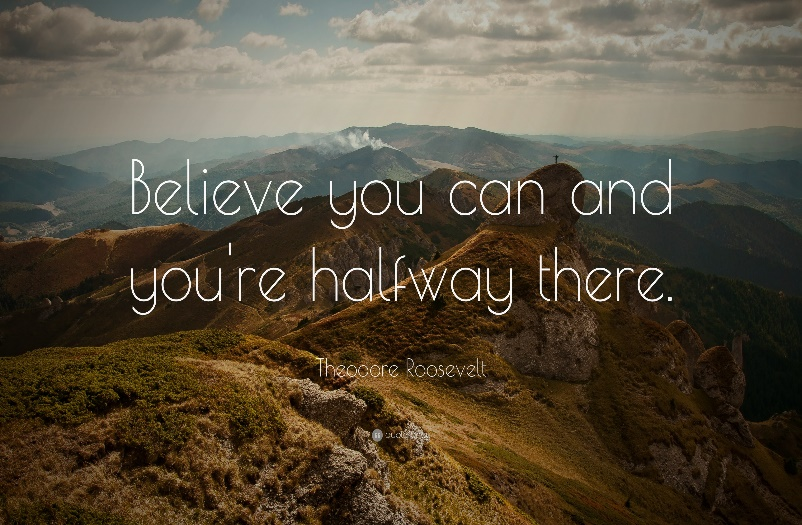 Believe you can and
you're halfway there.
Theodore Roosevelt